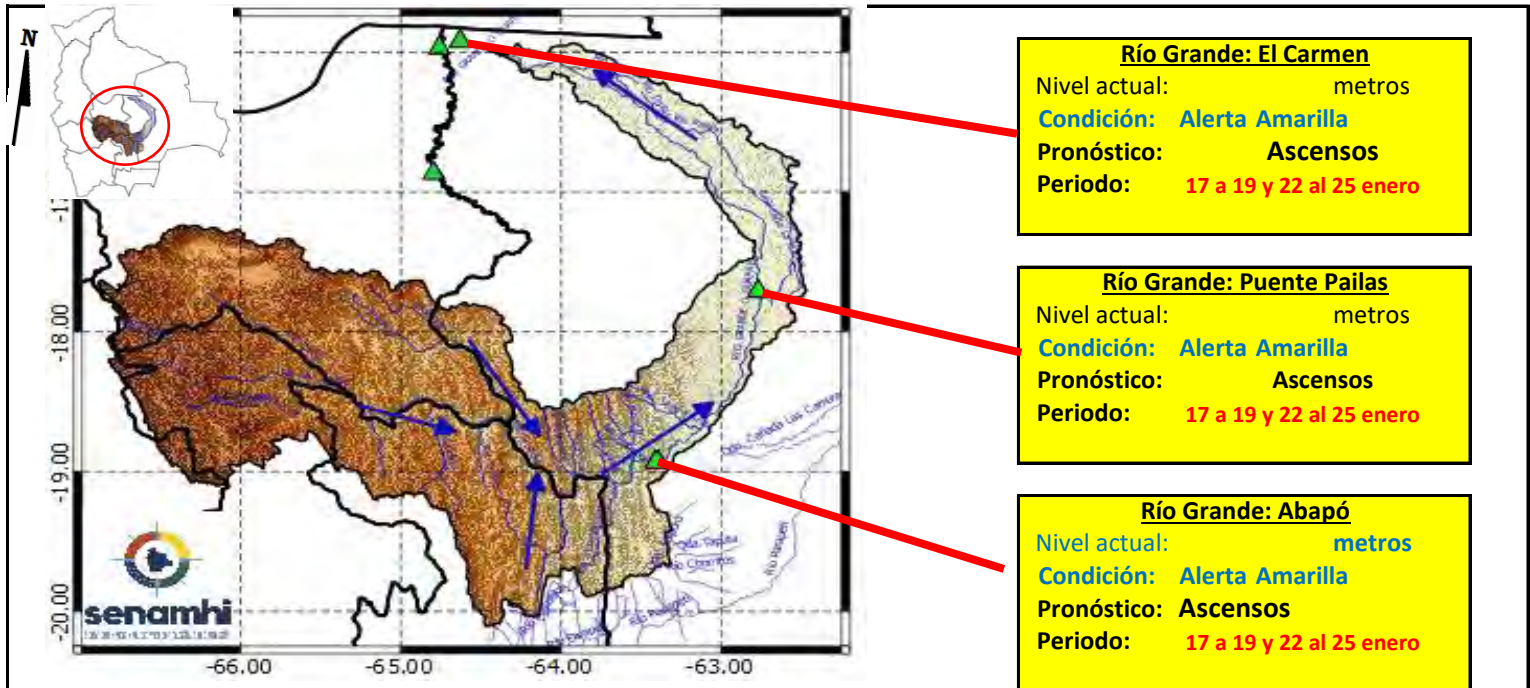 N
Río Grande: El Carmen
Nivel actual: metros
Condición: Alerta Amarilla
Pronóstico: Ascensos
Periodo: 17 a 19 y 22 al 25 enero
Río Grande: Puente Pailas
Nivel actual: metros
Condición: Alerta Amarilla
Pronóstico: Ascensos
Periodo: 17 a 19 y 22 al 25 enero
Río Grande: Abapó
Nivel actual: metros
Condición: Alerta Amarilla
Pronóstico: Ascensos
Periodo: 17 a 19 y 22 al 25 enero
-18.00
-19.00
-20.00
-66.00
-65.00
-64.00
-63.00
senamhi